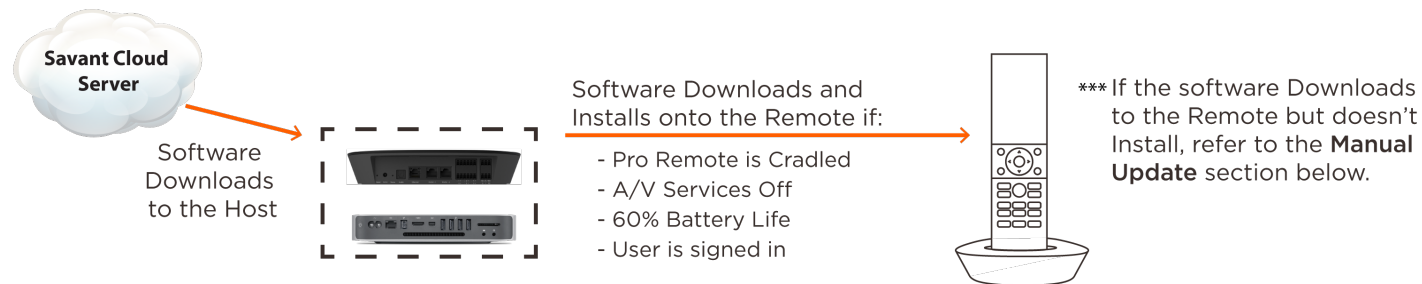 Savant Cloud
Server
Software
Downloads
to the Host
Software Downloads and
Installs onto the Remote if:
- Pro Remote is Cradled
- A/V Services Off
- 60% Battery Life
- User is signed in
*** If the software Downloads
to the Remote but doesn’t
Install, refer to the Manual
Update section below.